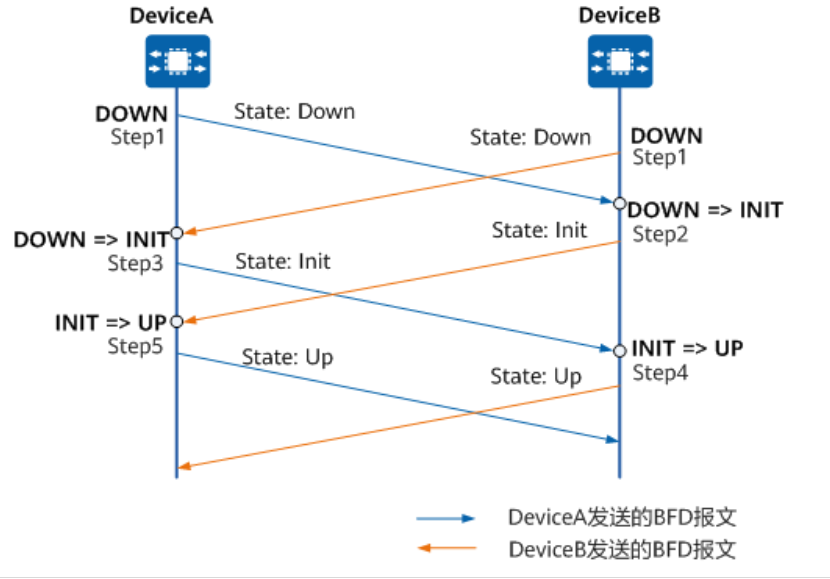 DeviceA
DeviceB
DOWN
Step1
State: Down
State: Down
DOWN
Step1
DOWN => INIT
Step2
State: Init
DOWN => INIT
Step3
State: Init
INIT => UP
Step5
State: Up
INIT => UP
Step4
State: Up
DeviceA发送的BFD报文
DeviceB发送的BFD报文